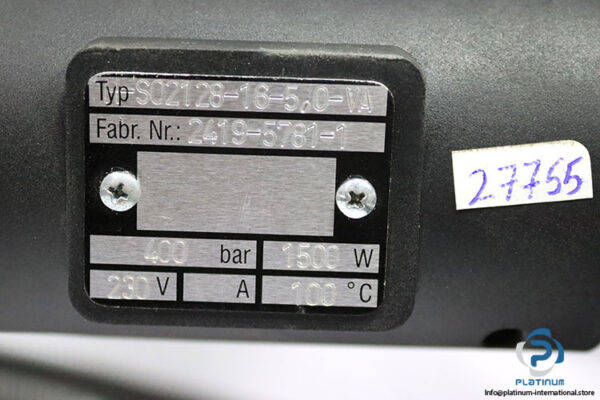 Typ SQ2128-16-5,0-VA
Fabr. Nr.: 2419-5781-1
400 bar 1500 W
230 V A 100 °C
27755
PLATINUM
Info@platinum-international.store